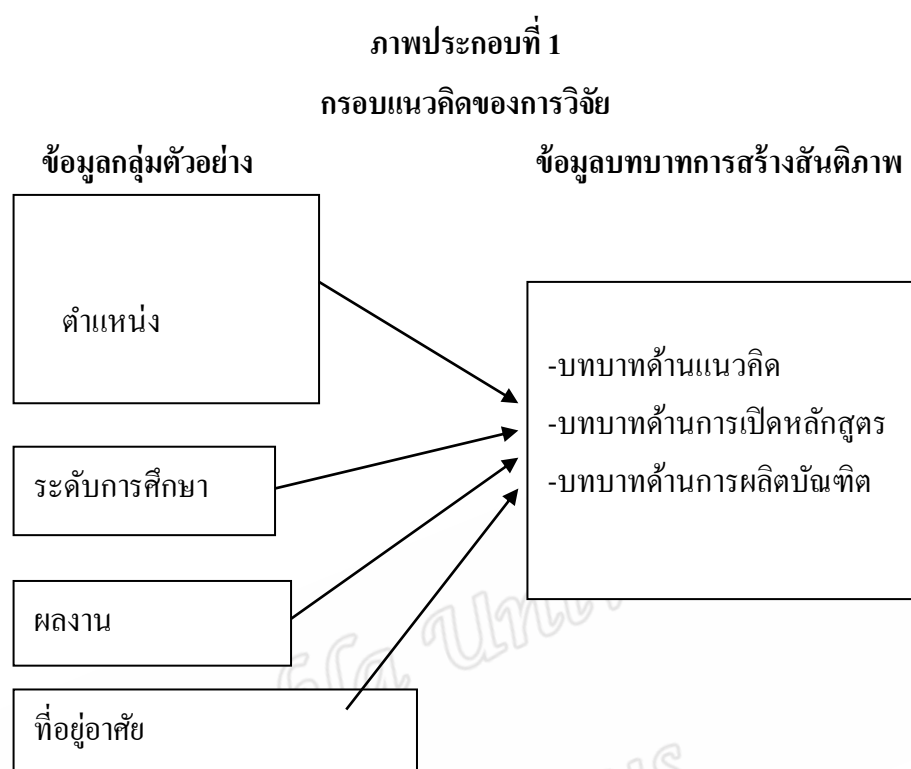 ภาพประกอบที่ 1
กรอบแนวคิดของการวิจัย
ข้อมูลกลุ่มตัวอย่าง
ข้อมูลบทบาทการสร้างสันติภาพ
ตำแหน่ง
ระดับการศึกษา
ผลงาน
ที่อยู่อาศัย
-บทบาทด้านแนวคิด
-บทบาทด้านการเปิดหลักสูตร
-บทบาทด้านการผลิตบัณฑิต